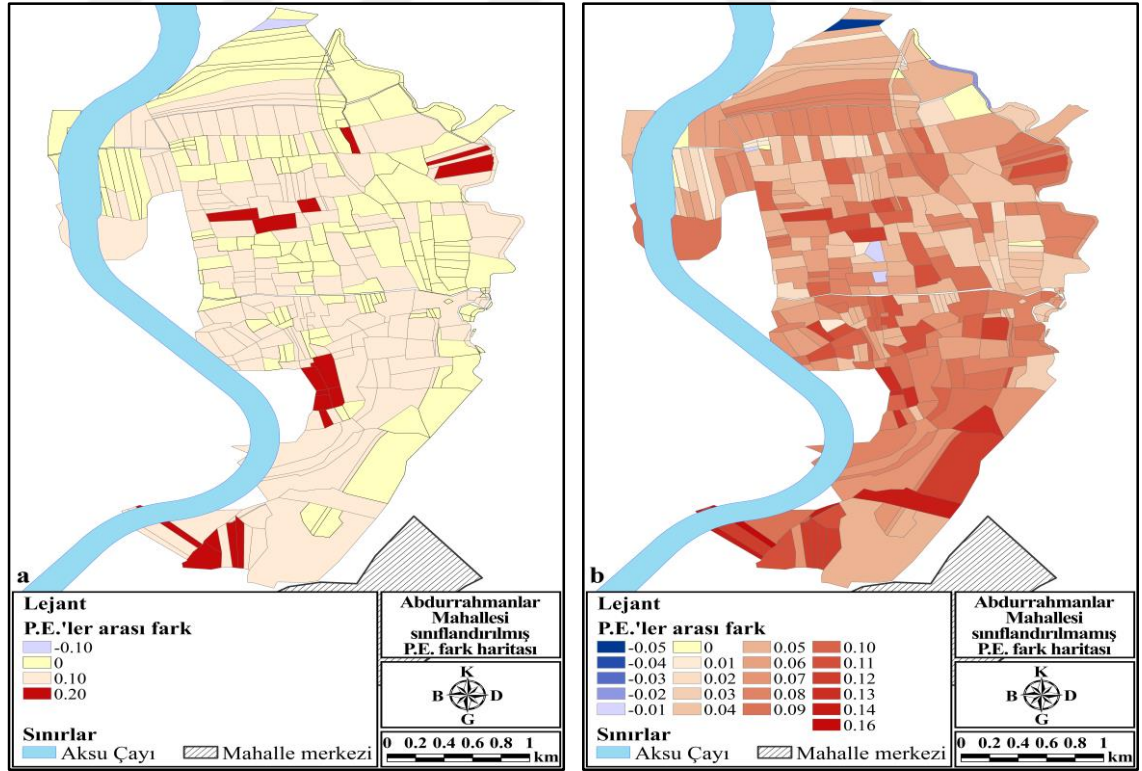 a
Lejant
P.E.'ler arası fark
-0.10
0
0.10
0.20
Sınırlar
Aksu Çayı
Mahalle merkezi
Abdurrahmanlar
Mahallesi
sınıflandırılmış
P.E. fark haritası
K
B D
G
0 0.2 0.4 0.6 0.8 1
km
b
Lejant
P.E.'ler arası fark
-0.05 0 0.05 0.10
-0.04 0.01 0.06 0.11
-0.03 0.02 0.07 0.12
-0.02 0.03 0.08 0.13
-0.01 0.04 0.09 0.14
0.16
Sınırlar
Aksu Çayı
Mahalle merkezi
Abdurrahmanlar
Mahallesi
sınıflandırılmamış
P.E. fark haritası
K
B D
G
0 0.2 0.4 0.6 0.8 1
km